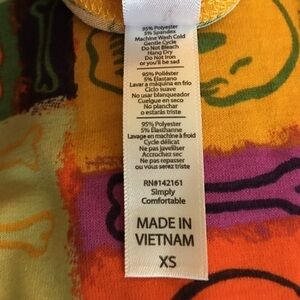 95% Polyester
5% Spandex
Machine Wash Cold
Gentle Cycle
Do Not Bleach
Hang Dry
Do Not Iron
or you'll be sad
95% Poliéster
5% Elastano
Lavar a máquina en frío
Ciclo suave
No usar blanqueador
Cuelgue en seco
No planchar
o estarás triste
95% Polyester
5% Élasthanne
Lavage en machine à froid
Cycle délicat
Ne pas javelliser
Accrochez sec
Ne pas repasser
ou vous serez triste
RN#142161
Simply
Comfortable
MADE IN
VIETNAM
XS